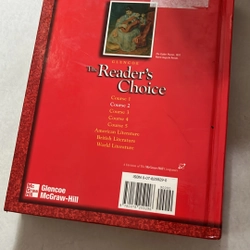 GLENCOE
The Reader's Choice
Course 1
Course 2
Course 3
Course 4
Course 5
American Literature
British Literature
World Literature
Glencoe
McGraw-Hill